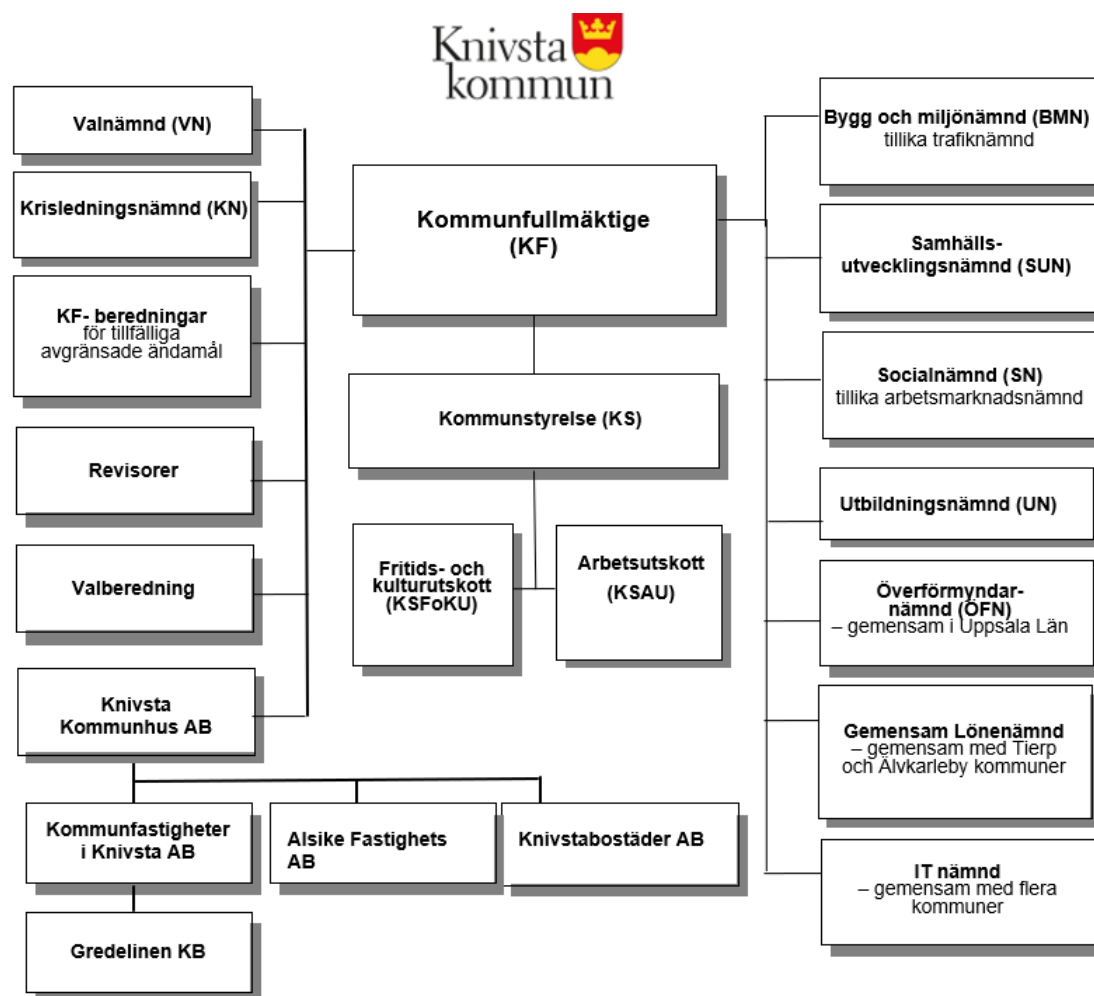 Knivsta
kommun
Valnämnd (VN)
Krisledningsnämnd (KN)
KF- beredningar
för tillfälliga
avgränsade ändamål
Revisorer
Valberedning
Knivsta
Kommunhus AB
Kommunfastigheter
i Knivsta AB
Gredelinen KB
Alsike Fastighets
AB
Knivstabostäder AB
Kommunfullmäktige
(KF)
Kommunstyrelse (KS)
Fritids- och
kulturutskott
(KSFoKU)
Arbetsutskott
(KSAU)
Bygg och miljönämnd (BMN)
tillika trafiknämnd
Samhälls-
utvecklingsnämnd (SUN)
Socialnämnd (SN)
tillika arbetsmarknadsnämnd
Utbildningsnämnd (UN)
Överförmyndar-
nämnd (ÖFN)
– gemensam i Uppsala Län
Gemensam Lönenämnd
– gemensam med Tierp
och Älvkarleby kommuner
IT nämnd
– gemensam med flera
kommuner